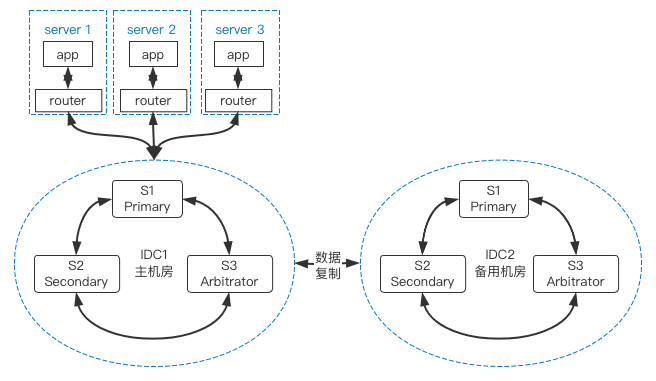 server 1
server 2
server 3
app
app
app
router
router
router
S1
Primary
IDC1
主机房
S2
Secondary
S3
Arbitrator
数据
复制
S1
Primary
IDC2
备用机房
S2
Secondary
S3
Arbitrator